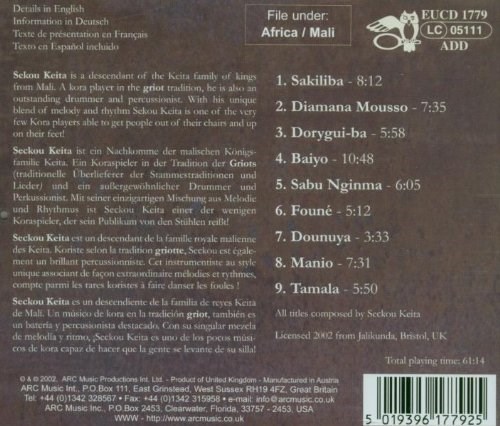 Details in English
Information in Deutsch
Texte de présentation en Français
Texto en Español incluido
File under:
Africa / Mali
EUCD 1779
LC 05111
ADD
Sekou Keita is a descendant of the Keita family of kings
from Mali. A kora player in the griot tradition, he is also an
outstanding drummer and percussionist. With his unique
blend of melody and rhythm Sekou Keita is one of the very
few Kora players able to get people out of their chairs and up
on their feet!
Seckou Keita ist ein Nachkomme der malischen Königs-
familie Keita. Ein Koraspieler in der Tradition der Griots
(traditionelle Überlieferer der Stammestraditionen und
Lieder) und ein außergewöhnlicher Drummer und
Perkussionist. Mit seiner einzigartigen Mischung aus Melodie
und Rhythmus ist Seckou Keita einer der wenigen
Koraspieler, der sein Publikum von den Stühlen reißt!
Seckou Keita est un descendant de la famille royale malienne
des Keita. Koriste selon la tradition griotte, Seckou est égale-
ment un brillant percussionniste. Cet instrumentiste au style
unique associant de façon extraordinaire mélodies et rythmes,
compte parmi les rares koristes à faire danser les foules !
Seckou Keita es un descendiente de la familia de reyes Keita
de Mali. Un músico de kora en la tradición griot, también es
un batería y percusionista destacado. Con su singular mezcla
de melodía y ritmo, ¡Seckou Keita es uno de los pocos músi-
cos de kora capaz de hacer que la gente se levante de su silla!
1. Sakiliba - 8:12
2. Diamana Mousso - 7:35
3. Dorygui-ba - 5:58
4. Baiyo - 10:48
5. Sabu Nginma - 6:05
6. Founé - 5:12
7. Dounuya - 3:33
8. Manio - 7:31
9. Tamala - 5:50
All titles composed by Seckou Keita
Licensed 2002 from Jalikunda, Bristol, UK
Total playing time: 61:14
℗ & © 2002, ARC Music Productions Int. Ltd. - Product of United Kingdom - Manufactured in Austria
ARC Music Int., P.O.Box 111, East Grinstead, West Sussex RH19 4FZ, Great Britain
Tel: +44 (0)1342 328567 • Fax: +44 (0)1342 315958 • e-mail: info@arcmusic.co.uk
ARC Music Inc., P.O.BOX 2453, Clearwater, Florida, 33757 - 2453, USA
WWW - http://www.arcmusic.co.uk
5 019396 177925